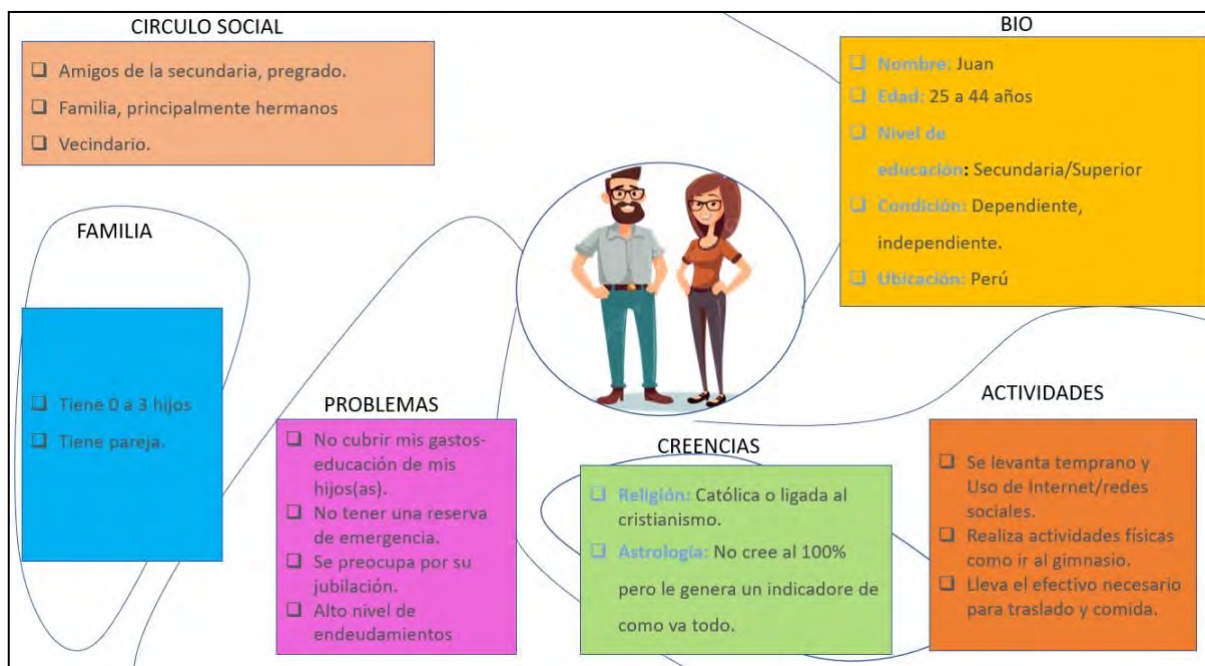 CIRCULO SOCIAL
❑ Amigos de la secundaria, pregrado.
❑ Familia, principalmente hermanos
❑ Vecindario.
BIO
❑ Nombre: Juan
❑ Edad: 25 a 44 años
❑ Nivel de
educación: Secundaria/Superior
❑ Condición: Dependiente,
independiente.
❑ Ubicación: Perú
FAMILIA
❑ Tiene 0 a 3 hijos
❑ Tiene pareja.
PROBLEMAS
❑ No cubrir mis gastos-
educación de mis
hijos(as).
❑ No tener una reserva
de emergencia.
❑ Se preocupa por su
jubilación.
❑ Alto nivel de
endeudamientos
CREENCIAS
❑ Religión: Católica o ligada al
cristianismo.
❑ Astrología: No cree al 100%
pero le genera un indicador de
como va todo.
ACTIVIDADES
❑ Se levanta temprano y
Uso de Internet/redes
sociales.
❑ Realiza actividades físicas
como ir al gimnasio.
❑ Lleva el efectivo necesario
para traslado y comida.